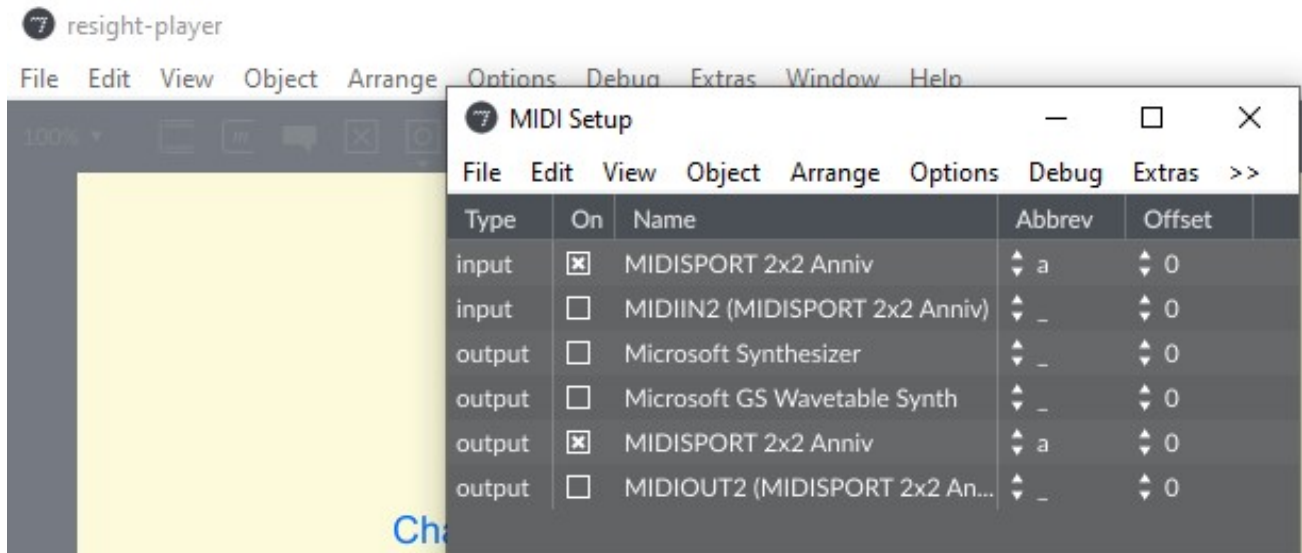 resight-player
File Edit View Object Arrange Options Debug Extras Window Help
MIDI Setup
100%
File Edit View Object Arrange Options Debug Extras >>
Type On Name Abbrev Offset
input MIDISPORT 2x2 Anniv a 0
input MIDIIN2 (MIDISPORT 2x2 Anniv) _ 0
output Microsoft Synthesizer _ 0
output Microsoft GS Wavetable Synth _ 0
output MIDISPORT 2x2 Anniv a 0
output MIDIOUT2 (MIDISPORT 2x2 An... _ 0
Cha